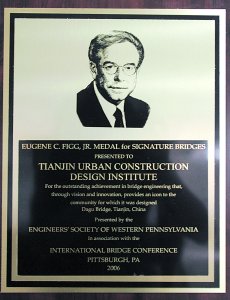 EUGENE C. FIGG, JR. MEDAL for SIGNATURE BRIDGES
PRESENTED TO
TIANJIN URBAN CONSTRUCTION
DESIGN INSTITUTE
For the outstanding achievement in bridge engineering that,
through vision and innovation, provides an icon to the
community for which it was designed
Dagu Bridge, Tianjin, China
Presented by the
ENGINEERS' SOCIETY OF WESTERN PENNSYLVANIA
in association with the
INTERNATIONAL BRIDGE CONFERENCE
PITTSBURGH, PA
2006